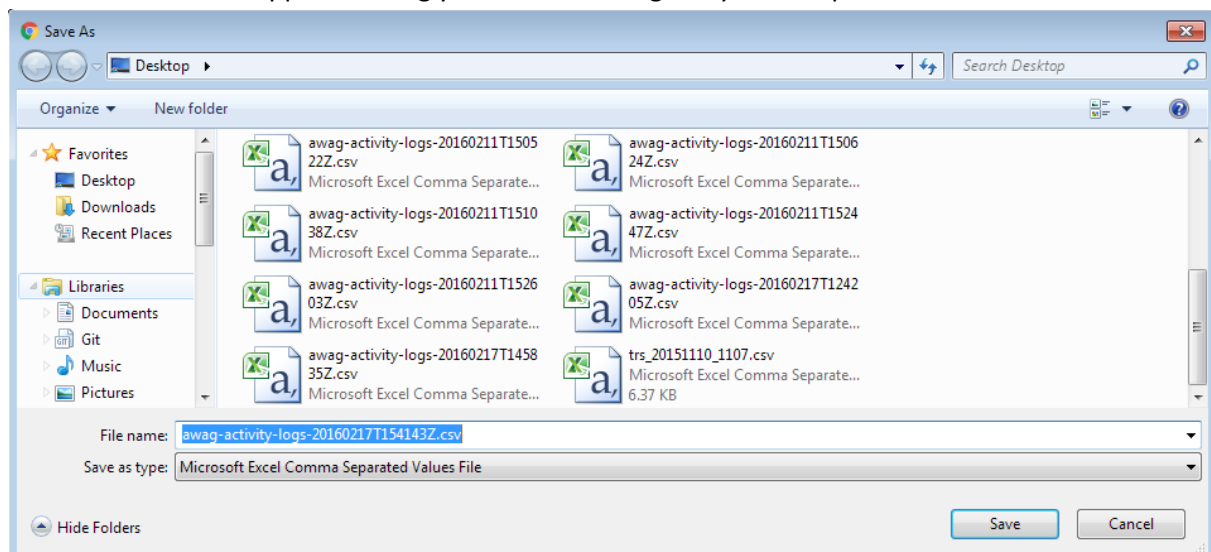 Save As
Desktop
Search Desktop
Organize
New folder
Favorites
Desktop
Downloads
Recent Places
Libraries
Documents
Git
Music
Pictures
awag-activity-logs-20160211T1505
22Z.csv
Microsoft Excel Comma Separate...
awag-activity-logs-20160211T1506
24Z.csv
Microsoft Excel Comma Separate...
awag-activity-logs-20160211T1510
38Z.csv
Microsoft Excel Comma Separate...
awag-activity-logs-20160211T1524
47Z.csv
Microsoft Excel Comma Separate...
awag-activity-logs-20160211T1526
03Z.csv
Microsoft Excel Comma Separate...
awag-activity-logs-20160217T1242
05Z.csv
Microsoft Excel Comma Separate...
awag-activity-logs-20160217T1458
35Z.csv
Microsoft Excel Comma Separate...
trs_20151110_1107.csv
Microsoft Excel Comma Separate...
6.37 KB
File name: awag-activity-logs-20160217T154143Z.csv
Save as type: Microsoft Excel Comma Separated Values File
Hide Folders
Save
Cancel